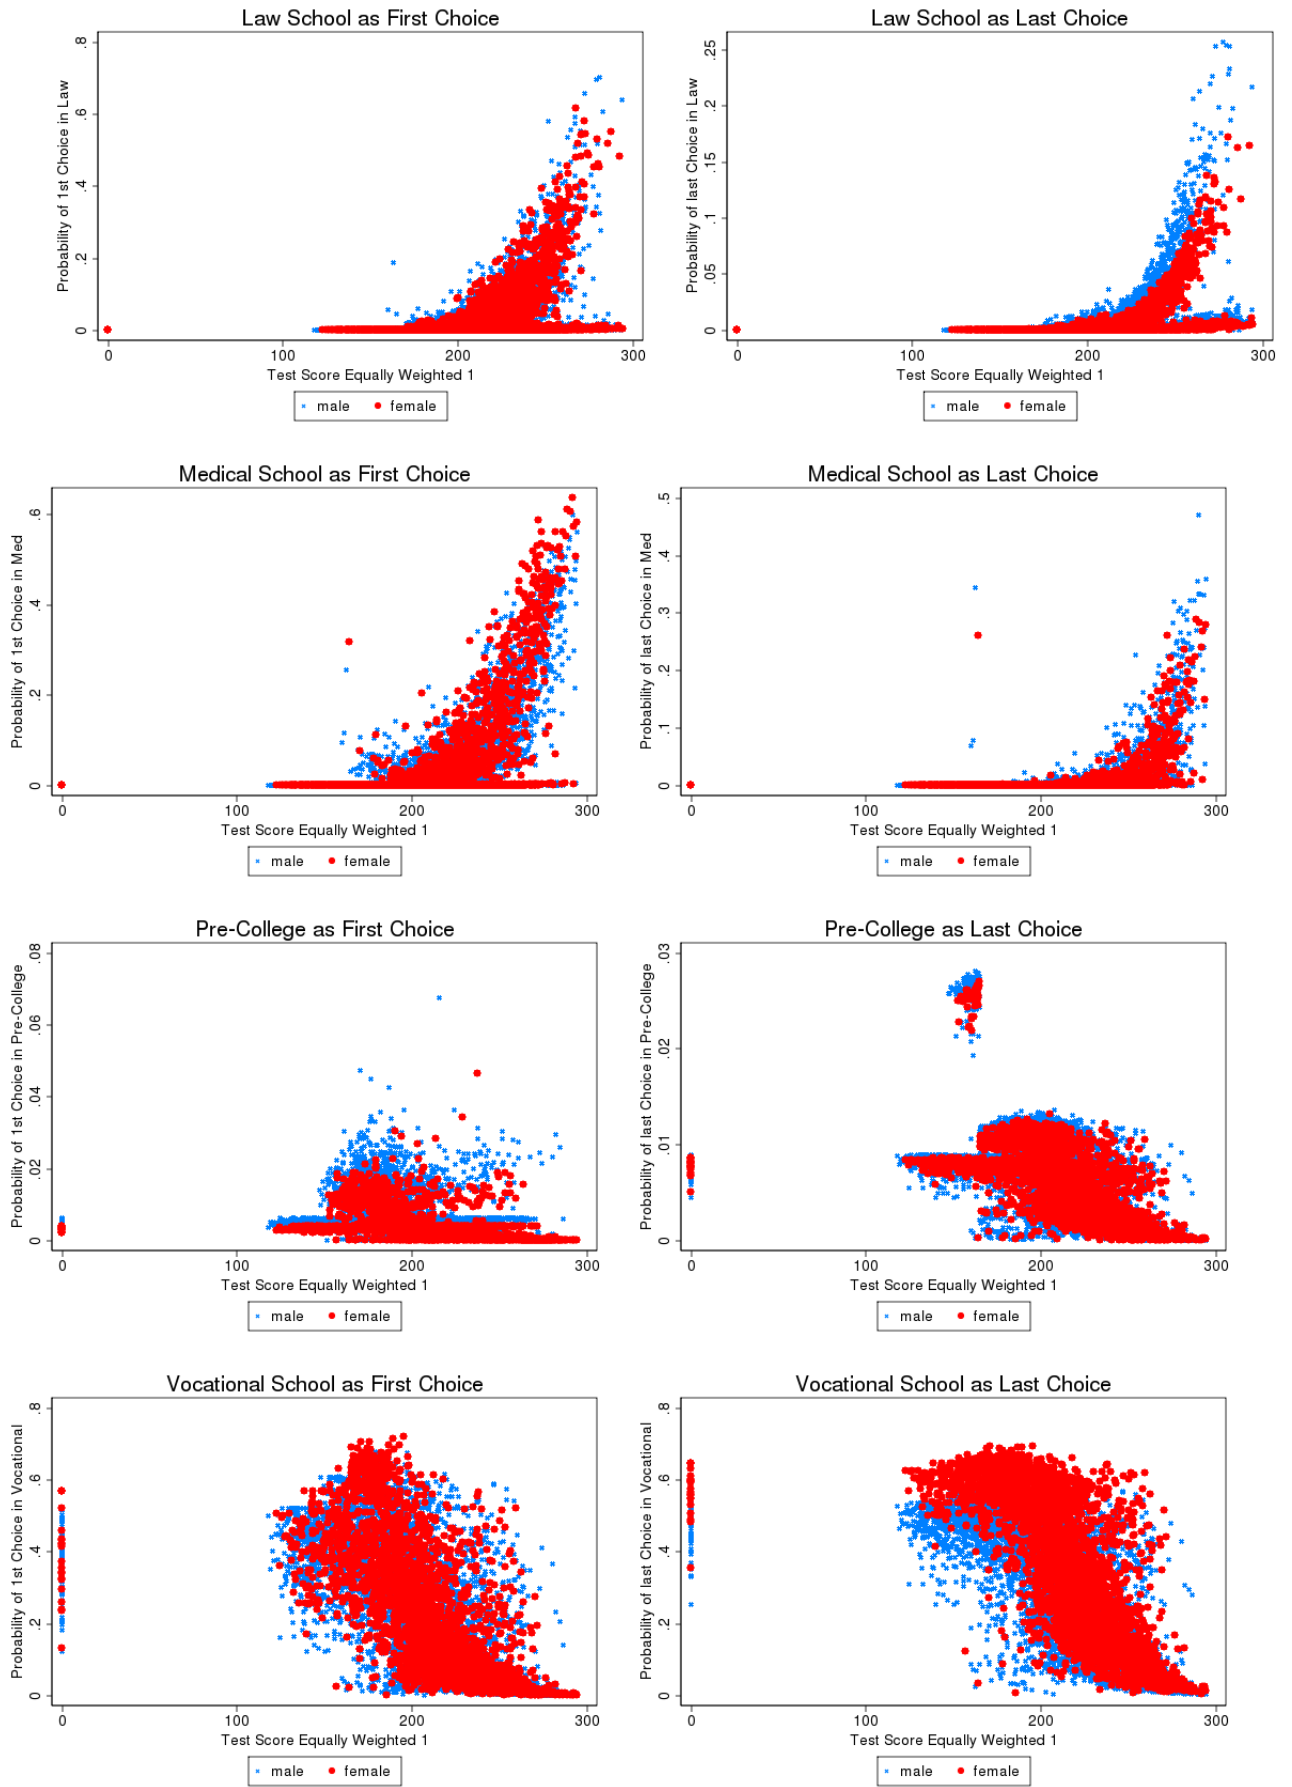 Law School as First Choice
Probability of 1st Choice in Law
0 .2 .4 .6 .8
0 100 200 300
Test Score Equally Weighted 1
male female
Law School as Last Choice
Probability of last Choice in Law
0 .05 .1 .15 .2 .25
0 100 200 300
Test Score Equally Weighted 1
male female
Medical School as First Choice
Probability of 1st Choice in Med
0 .2 .4 .6
0 100 200 300
Test Score Equally Weighted 1
male female
Medical School as Last Choice
Probability of last Choice in Med
0 .1 .2 .3 .4 .5
0 100 200 300
Test Score Equally Weighted 1
male female
Pre-College as First Choice
Probability of 1st Choice in Pre-College
0 .02 .04 .06 .08
0 100 200 300
Test Score Equally Weighted 1
male female
Pre-College as Last Choice
Probability of last Choice in Pre-College
0 .01 .02 .03
0 100 200 300
Test Score Equally Weighted 1
male female
Vocational School as First Choice
Probability of 1st Choice in Vocational
0 .2 .4 .6 .8
0 100 200 300
Test Score Equally Weighted 1
male female
Vocational School as Last Choice
Probability of last Choice in Vocational
0 .2 .4 .6 .8
0 100 200 300
Test Score Equally Weighted 1
male female